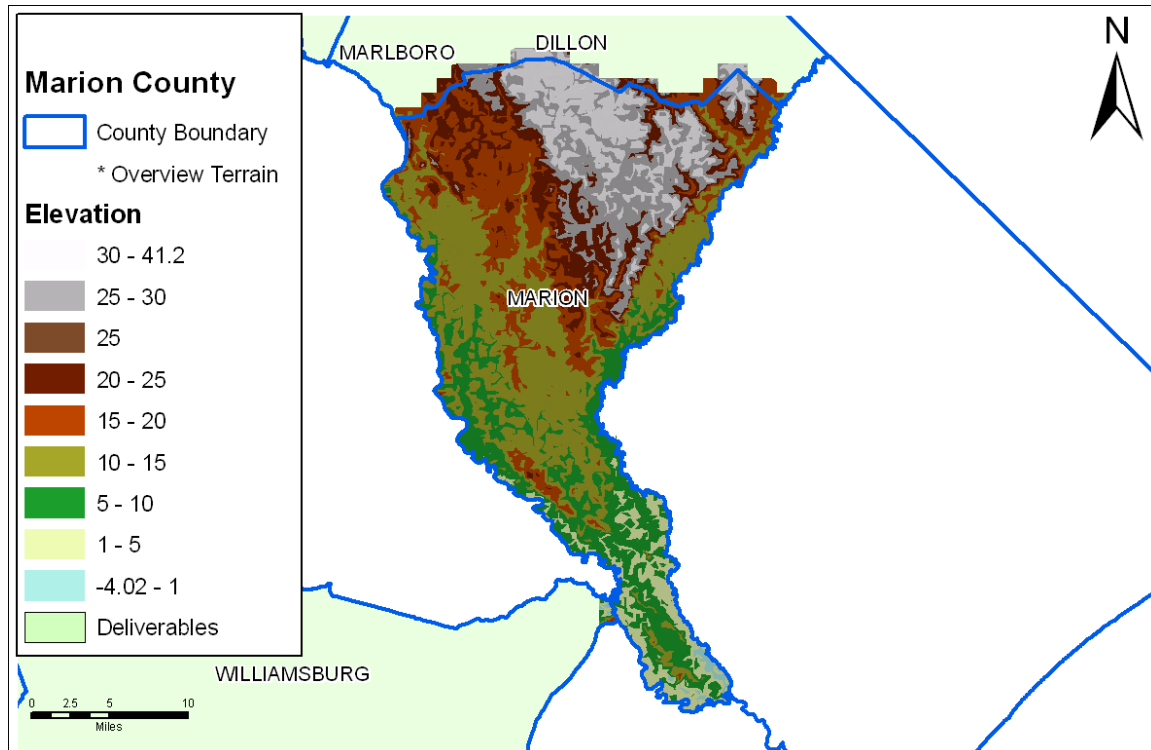 Marion County
County Boundary
* Overview Terrain
Elevation
30 - 41.2
25 - 30
25
20 - 25
15 - 20
10 - 15
5 - 10
1 - 5
-4.02 - 1
Deliverables
MARLBORO
DILLON
N
MARION
WILLIAMSBURG
0 2.5 5 10
Miles